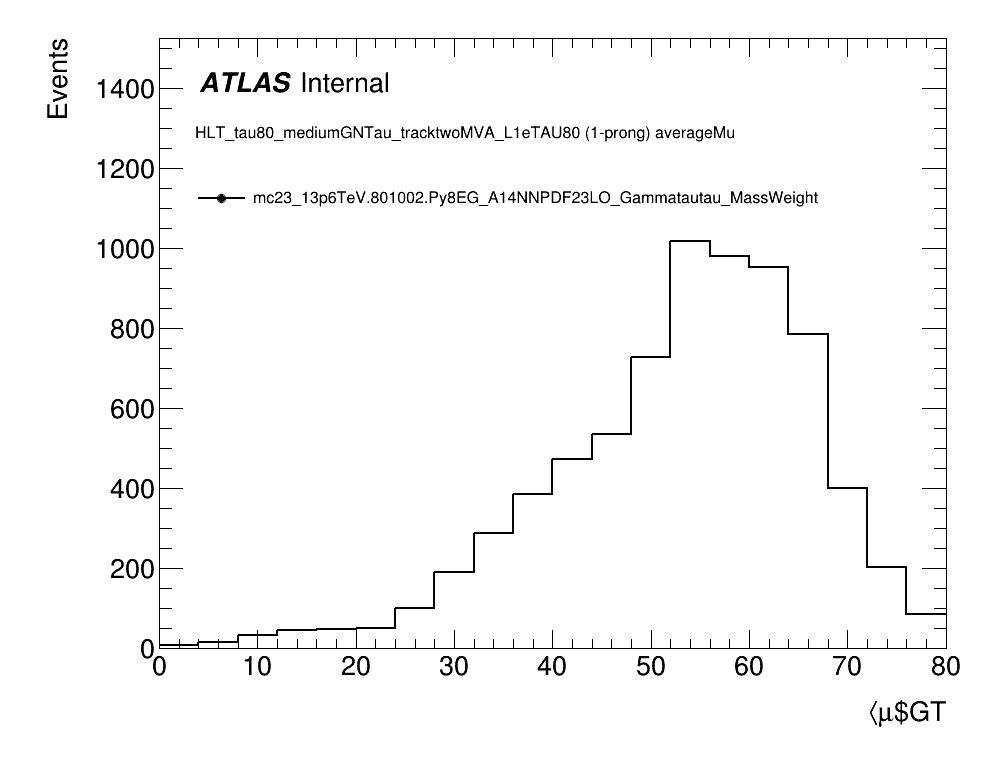 Events
1400
1200
1000
800
600
400
200
0
ATLAS Internal
HLT_tau80_mediumGNTau_tracktwoMVA_L1eTAU80 (1-prong) averageMu
mc23_13p6TeV.801002.Py8EG_A14NNPDF23LO_Gammatautau_MassWeight
0 10 20 30 40 50 60 70 80
⟨μ$GT